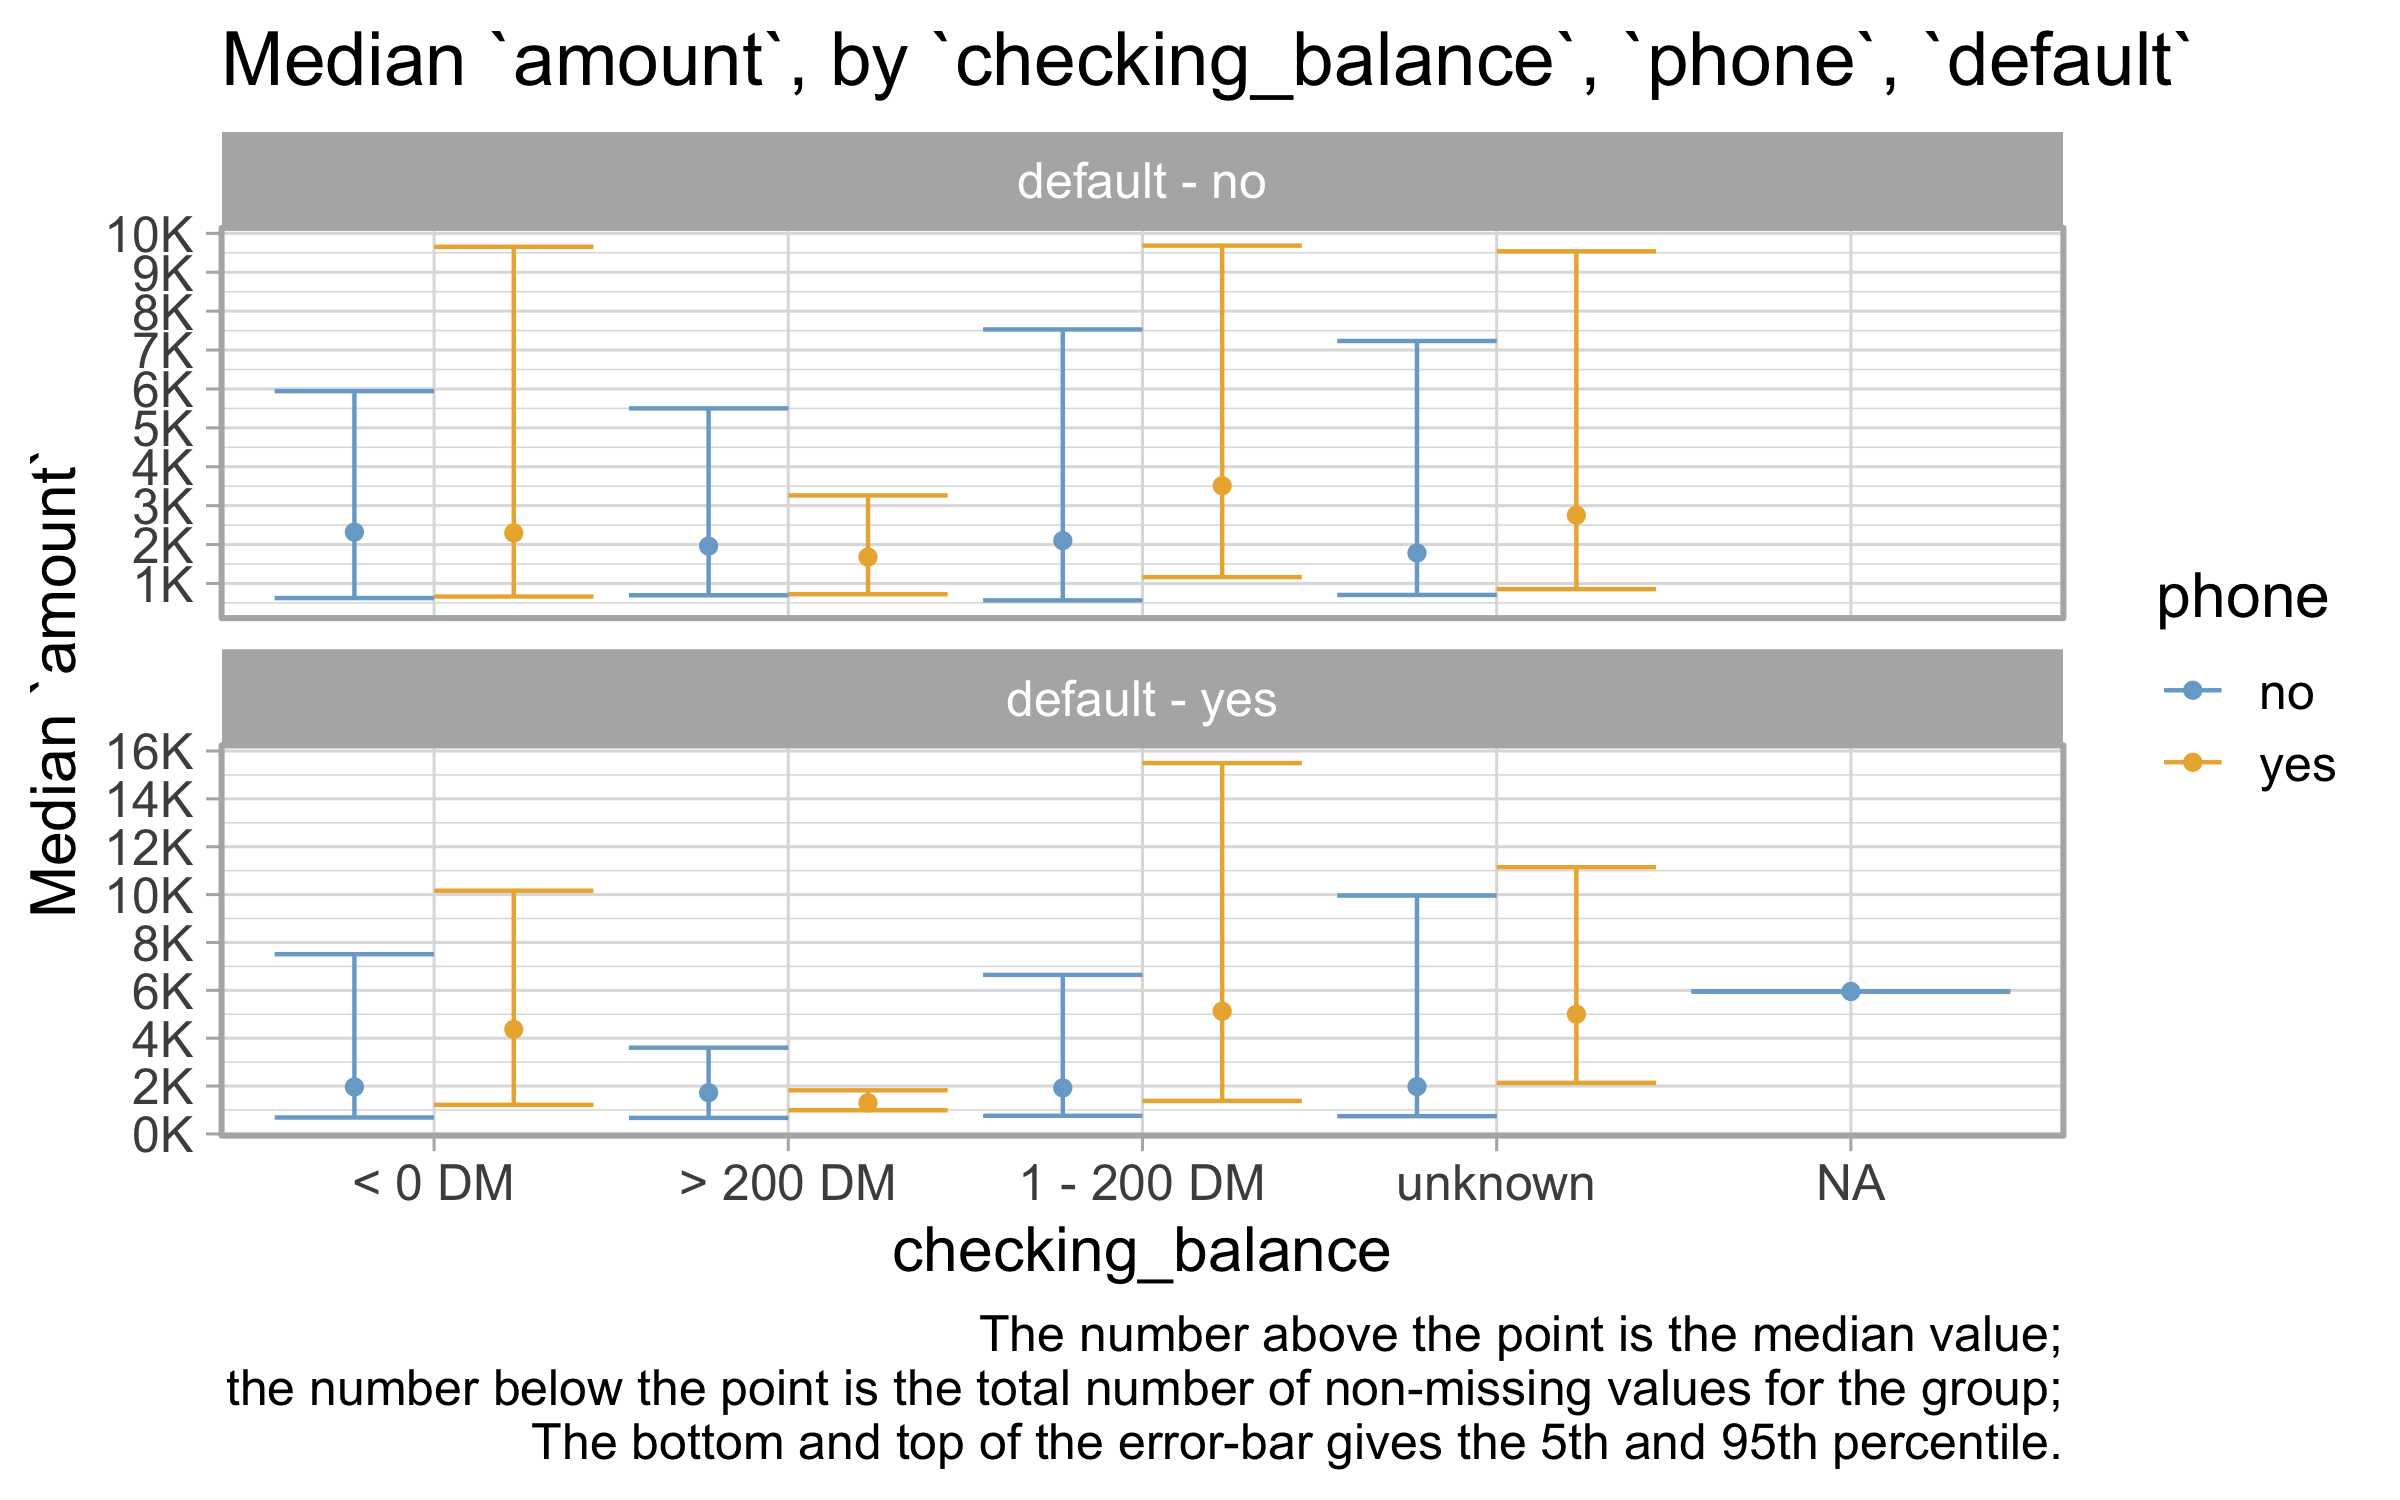 Median `amount`, by `checking_balance`, `phone`, `default`
default - no
10K
9K
8K
7K
6K
5K
4K
3K
2K
1K
default - yes
16K
14K
12K
10K
8K
6K
4K
2K
0K
Median `amount`
< 0 DM
> 200 DM
1 - 200 DM
unknown
NA
checking_balance
phone
no
yes
The number above the point is the median value;
the number below the point is the total number of non-missing values for the group;
The bottom and top of the error-bar gives the 5th and 95th percentile.